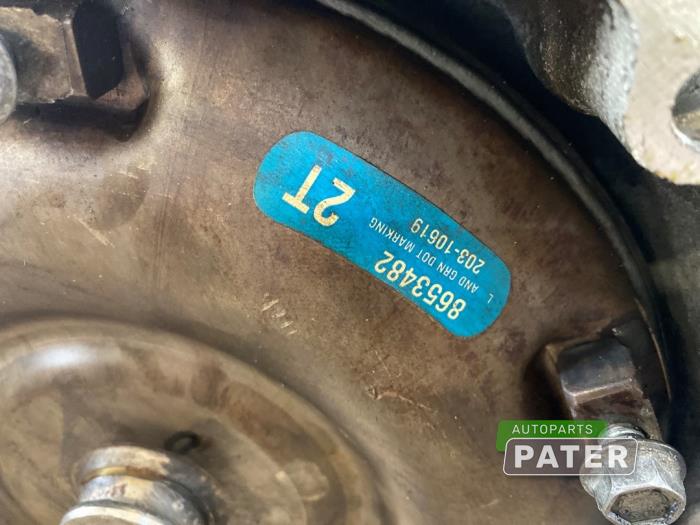 2T
8653482
L AND GRN DOT MARKING
203-10619
AUTOPARTS
PATER